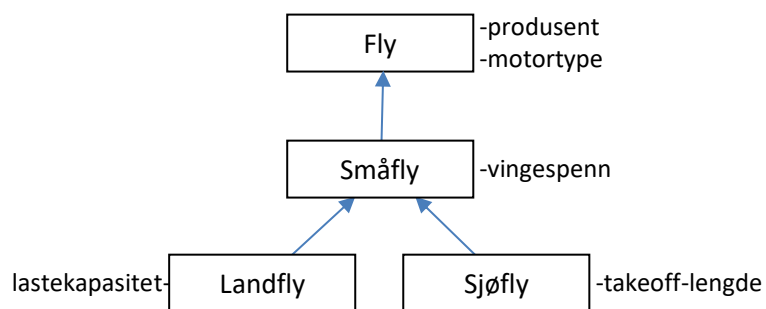 Fly
-produsent
-motortype
Småfly
-vingespenn
lastekapasitet-
Landfly
Sjøfly
-takeoff-lengde